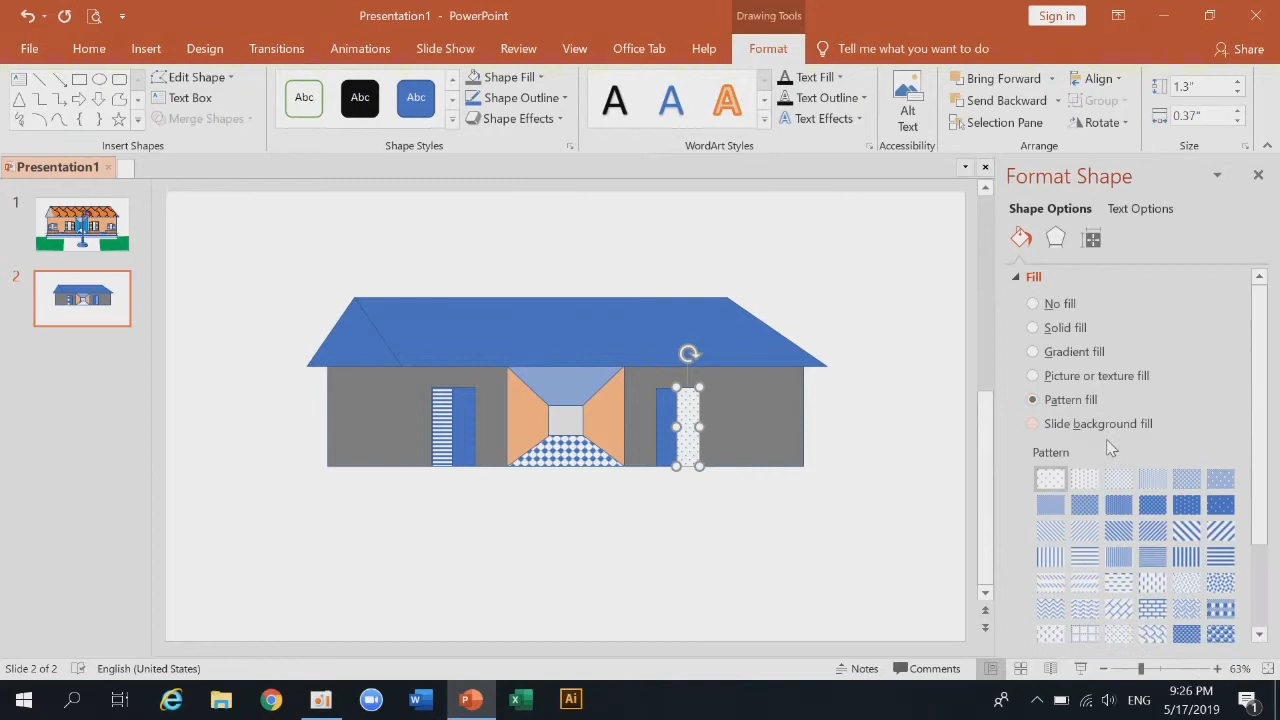 Presentation1 - PowerPoint
Drawing Tools
Sign in
File Home Insert Design Transitions Animations Slide Show Review View Office Tab Help Format Tell me what you want to do Share
Edit Shape
Text Box
Merge Shapes
Insert Shapes
Abc Abc Abc
Shape Fill
Shape Outline
Shape Effects
Shape Styles
A A A
Text Fill
Text Outline
Text Effects
WordArt Styles
Alt Text
Accessibility
Bring Forward
Send Backward
Selection Pane
Align
Group
Rotate
Arrange
1.3"
0.37"
Size
Presentation1
1
2
Format Shape
Shape Options Text Options
Fill
No fill
Solid fill
Gradient fill
Picture or texture fill
Pattern fill
Slide background fill
Pattern
Slide 2 of 2 English (United States) Notes Comments 63%
ENG
9:26 PM
5/17/2019
1